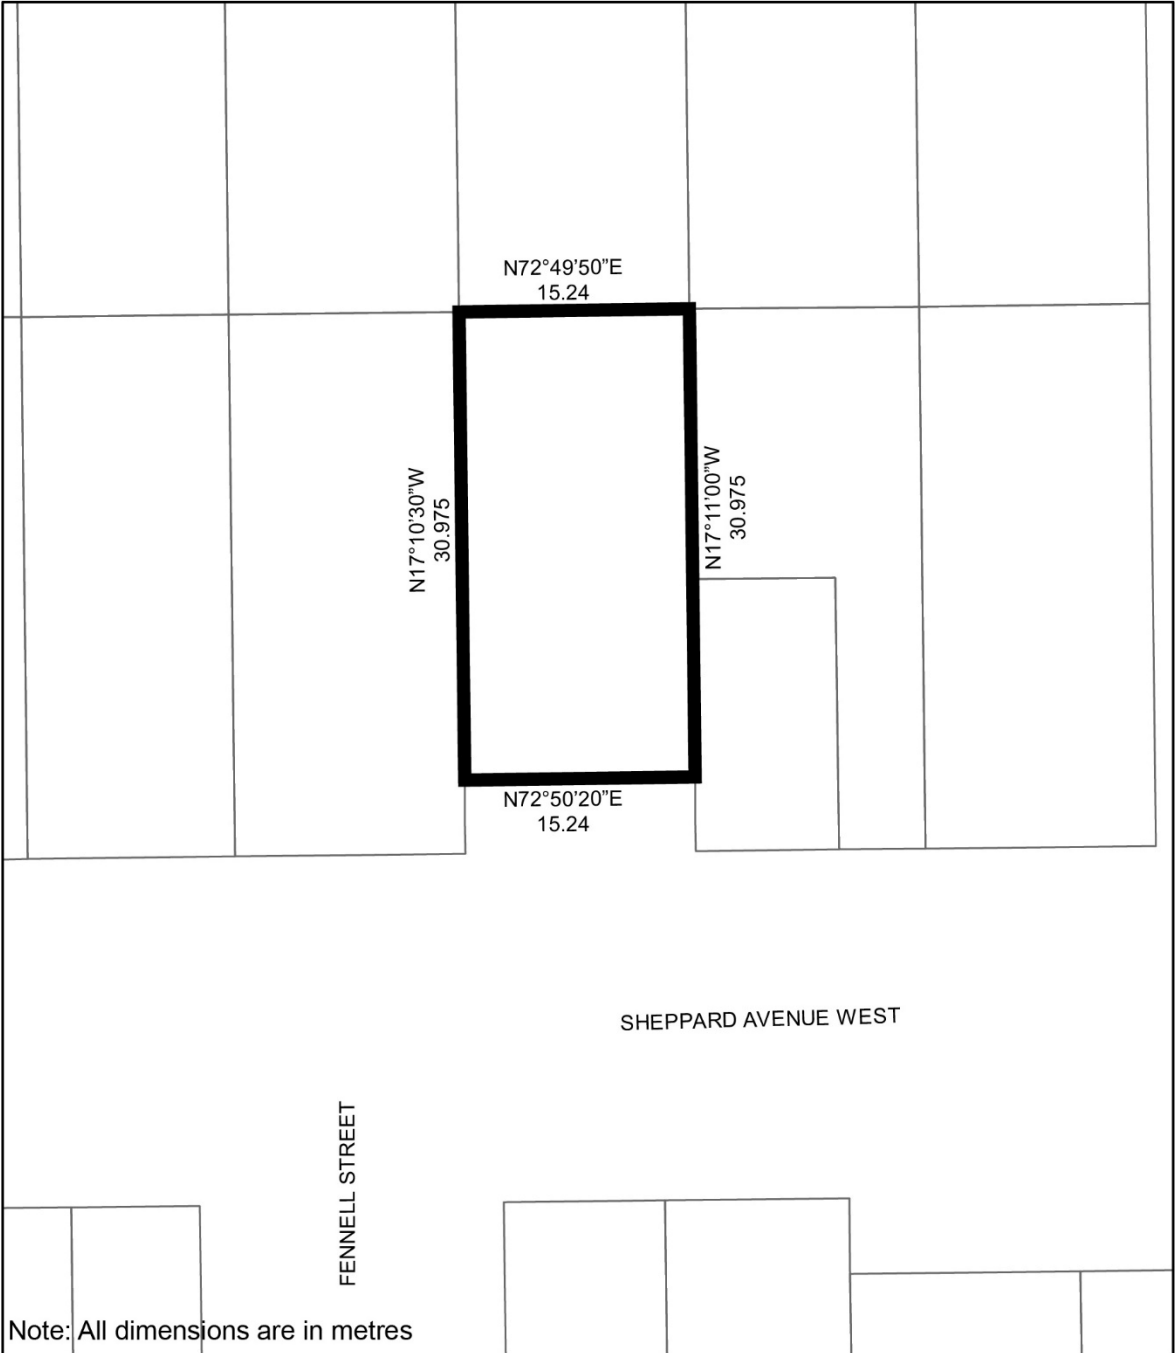 N72°49'50”E
15.24
N17°10'30”W
30.975
N17°11'00”W
30.975
N72°50'20”E
15.24
SHEPPARD AVENUE WEST
FENNELL STREET
Note: All dimensions are in metres